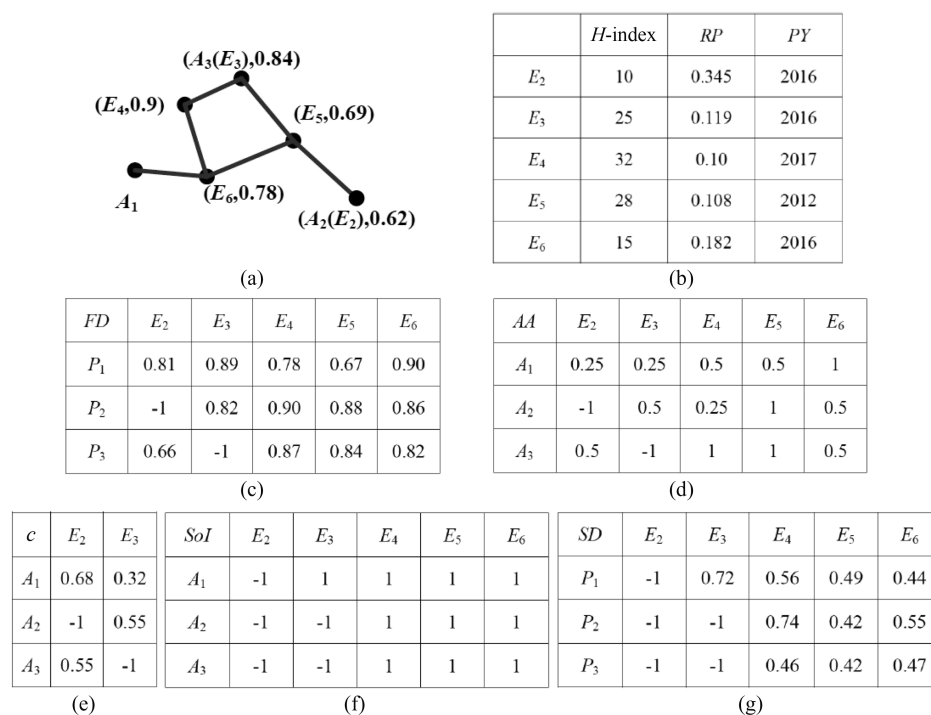 (A₃(E₃),0.84)
(E₄,0.9)
(E₅,0.69)
A₁
(E₆,0.78)
(A₂(E₂),0.62)
(a)
H-index RP PY
E₂ 10 0.345 2016
E₃ 25 0.119 2016
E₄ 32 0.10 2017
E₅ 28 0.108 2012
E₆ 15 0.182 2016
(b)
FD E₂ E₃ E₄ E₅ E₆
P₁ 0.81 0.89 0.78 0.67 0.90
P₂ -1 0.82 0.90 0.88 0.86
P₃ 0.66 -1 0.87 0.84 0.82
(c)
AA E₂ E₃ E₄ E₅ E₆
A₁ 0.25 0.25 0.5 0.5 1
A₂ -1 0.5 0.25 1 0.5
A₃ 0.5 -1 1 1 0.5
(d)
c E₂ E₃
A₁ 0.68 0.32
A₂ -1 0.55
A₃ 0.55 -1
(e)
SoI E₂ E₃ E₄ E₅ E₆
A₁ -1 1 1 1 1
A₂ -1 -1 1 1 1
A₃ -1 -1 1 1 1
(f)
SD E₂ E₃ E₄ E₅ E₆
P₁ -1 0.72 0.56 0.49 0.44
P₂ -1 -1 0.74 0.42 0.55
P₃ -1 -1 0.46 0.42 0.47
(g)